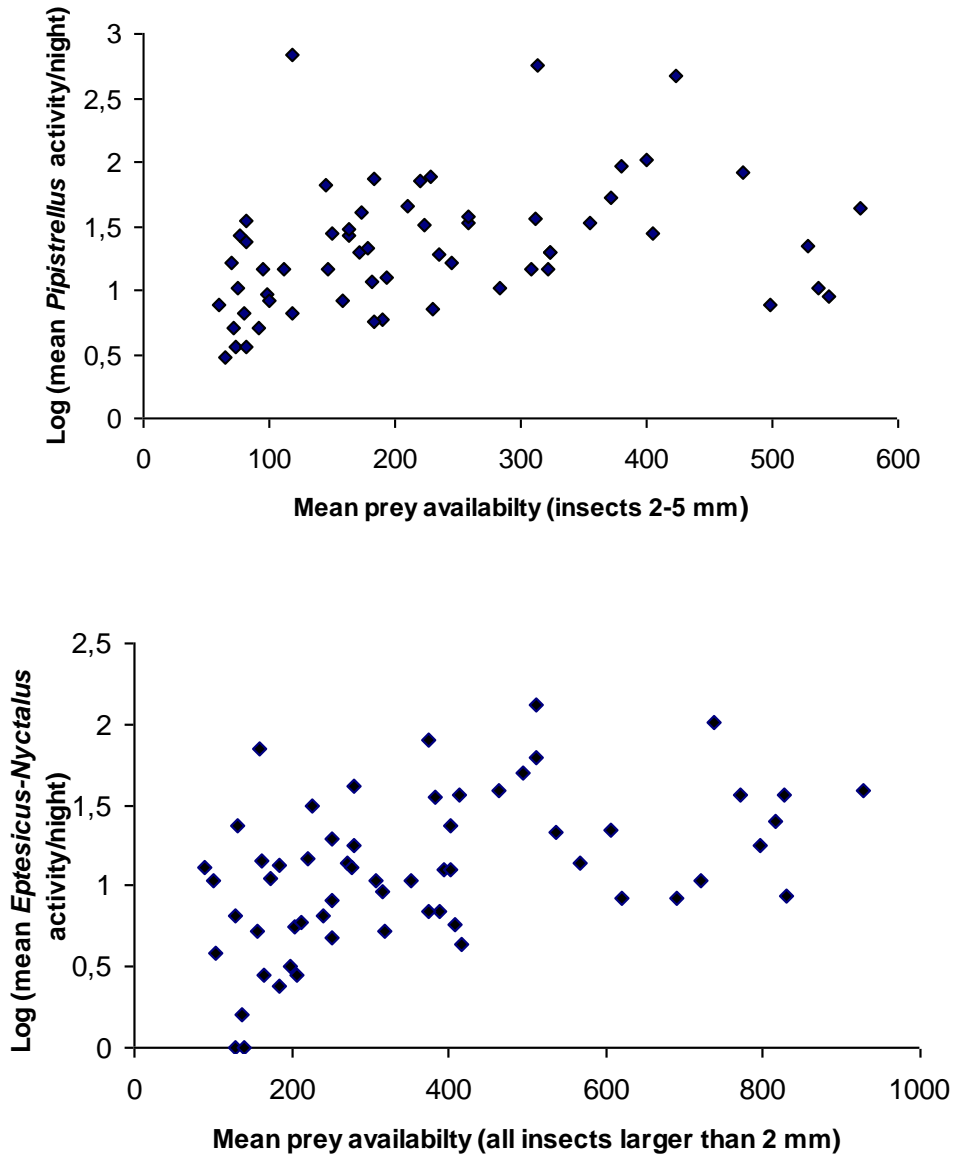 Log (mean Pipistrellus activity/night)
3
2,5
2
1,5
1
0,5
0
0 100 200 300 400 500 600
Mean prey availabilty (insects 2-5 mm)
Log (mean Eptesicus-Nyctalus
activity/night)
2,5
2
1,5
1
0,5
0
0 200 400 600 800 1000
Mean prey availabilty (all insects larger than 2 mm)